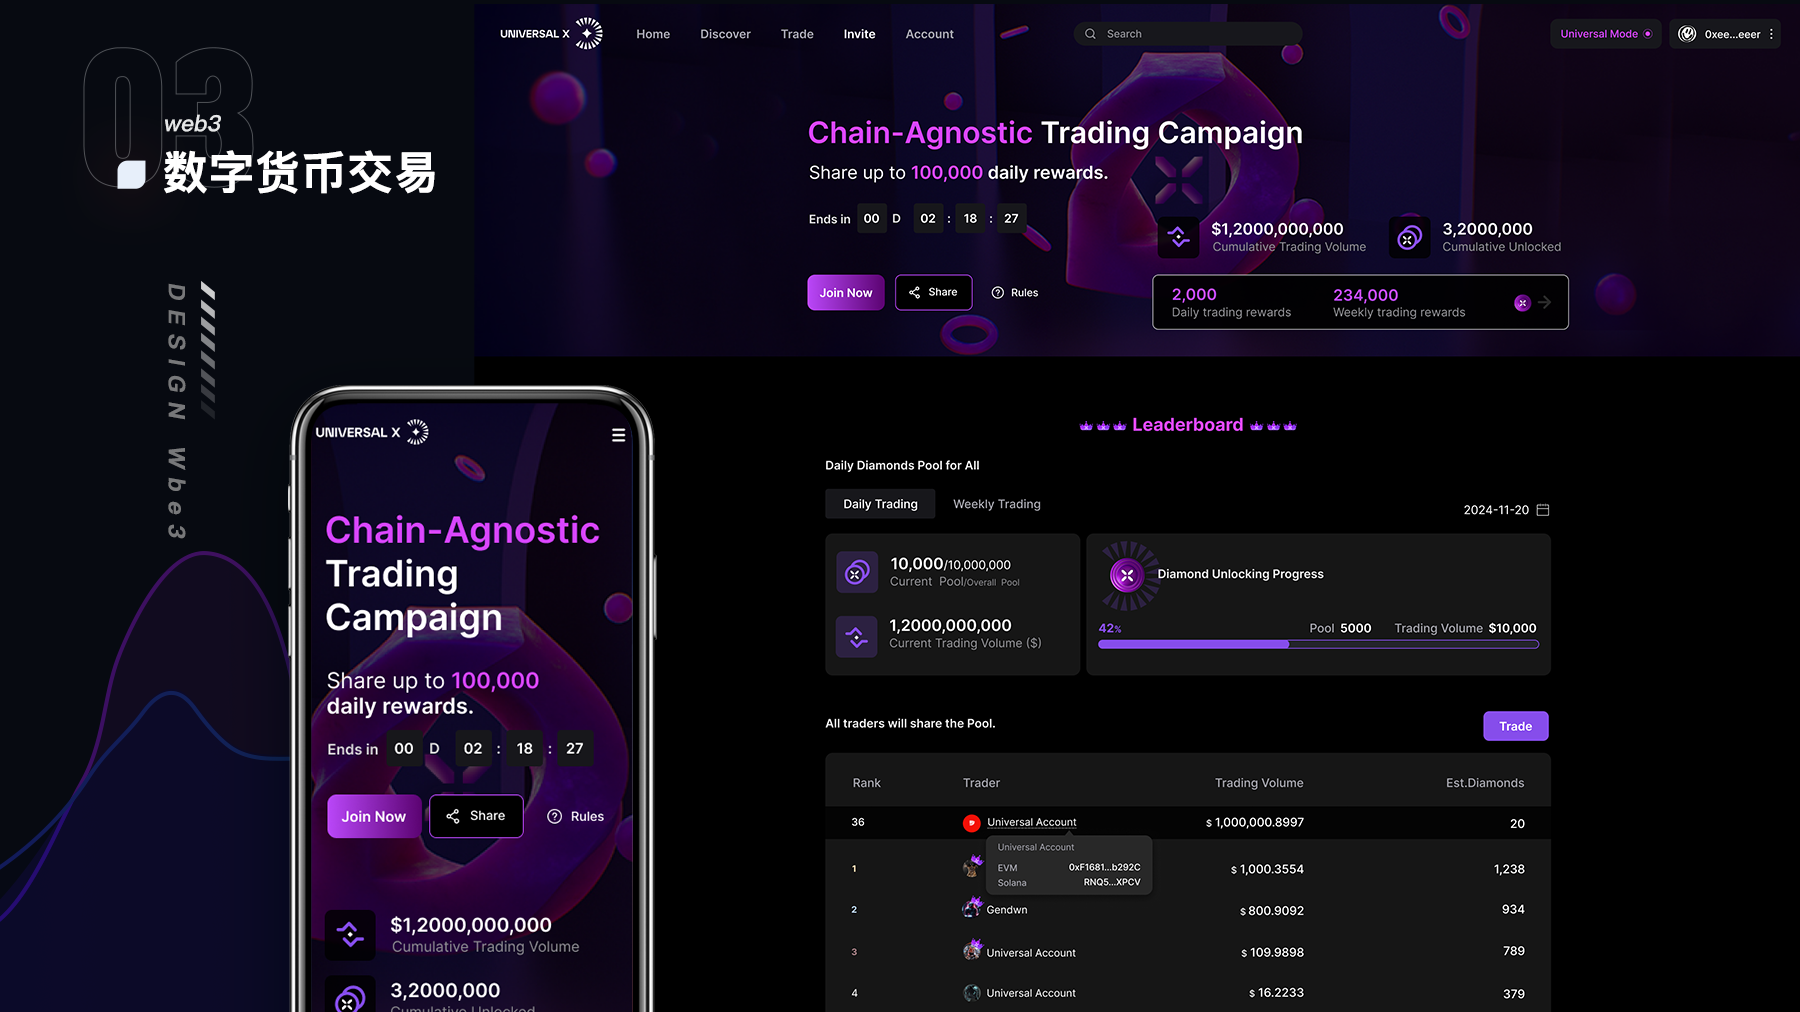 03
web3
数字货币交易
DESIGN Wbe3
UNIVERSAL X
Home
Discover
Trade
Invite
Account
Search
Universal Mode
0xee...eeer
Chain-Agnostic Trading Campaign
Share up to 100,000 daily rewards.
Ends in 00 D 02 : 18 : 27
$1,2000,000,000
Cumulative Trading Volume
3,2000,000
Cumulative Unlocked
Join Now
Share
Rules
2,000
Daily trading rewards
234,000
Weekly trading rewards
Leaderboard
Daily Diamonds Pool for All
Daily Trading
Weekly Trading
2024-11-20
10,000/10,000,000
Current Pool/Overall Pool
1,2000,000,000
Current Trading Volume ($)
Diamond Unlocking Progress
42%
Pool 5000
Trading Volume $10,000
All traders will share the Pool.
Trade
Rank Trader Trading Volume Est.Diamonds
36 Universal Account $ 1,000,000.8997 20
Universal Account
EVM 0xF1681...b292C
Solana RNQ5...XPCV
1 $ 1,000.3554 1,238
2 Gendwn $ 800.9092 934
3 Universal Account $ 109.9898 789
4 Universal Account $ 16.2233 379
UNIVERSAL X
Chain-Agnostic
Trading
Campaign
Share up to 100,000
daily rewards.
Ends in 00 D 02 : 18 : 27
Join Now
Share
Rules
$1,2000,000,000
Cumulative Trading Volume
3,2000,000
Cumulative Unlocked